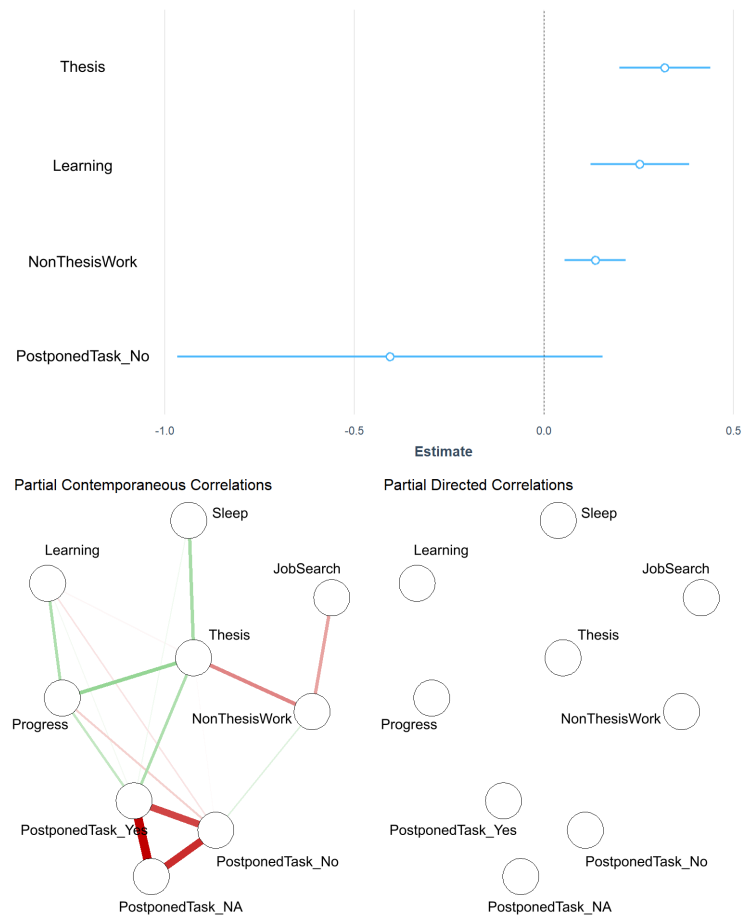 Thesis
Learning
NonThesisWork
PostponedTask_No
-1.0
-0.5
0.0
0.5
Estimate
Partial Contemporaneous Correlations
Sleep
Learning
JobSearch
Thesis
Progress
NonThesisWork
PostponedTask_Yes
PostponedTask_No
PostponedTask_NA
Partial Directed Correlations
Sleep
Learning
JobSearch
Thesis
Progress
NonThesisWork
PostponedTask_Yes
PostponedTask_No
PostponedTask_NA